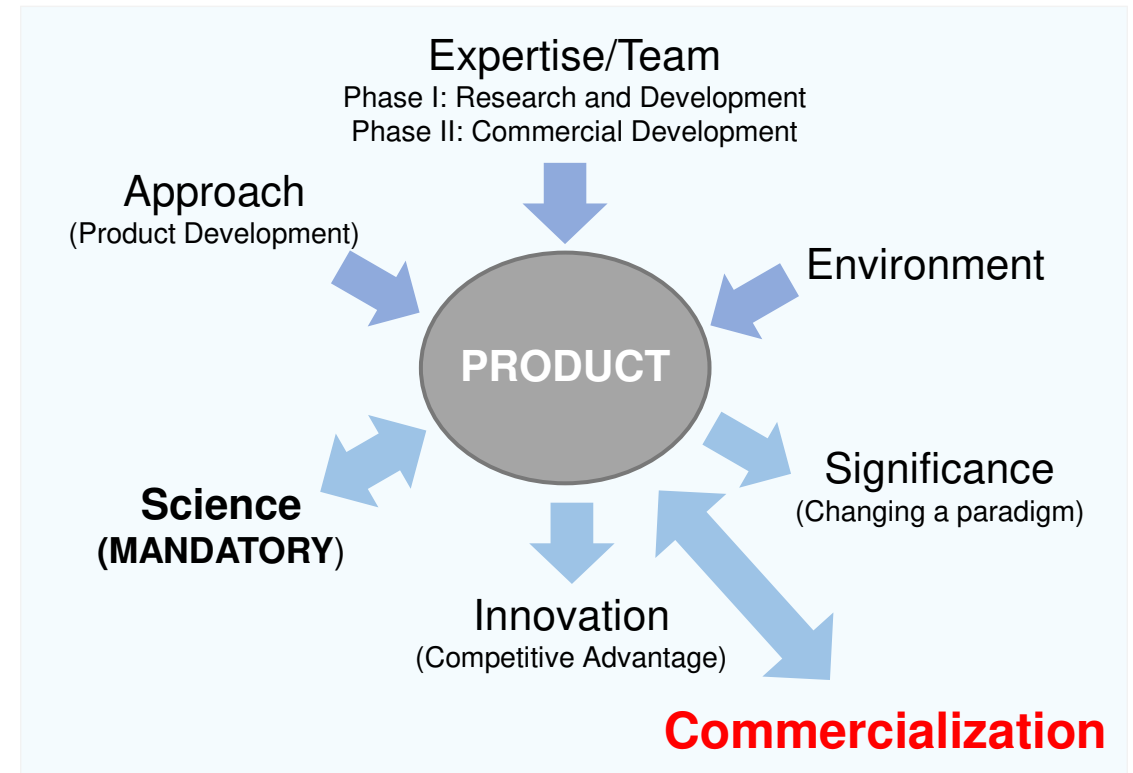 Expertise/Team
Phase I: Research and Development
Phase II: Commercial Development
Approach
(Product Development)
Environment
PRODUCT
Significance
(Changing a paradigm)
Science
(MANDATORY)
Innovation
(Competitive Advantage)
Commercialization